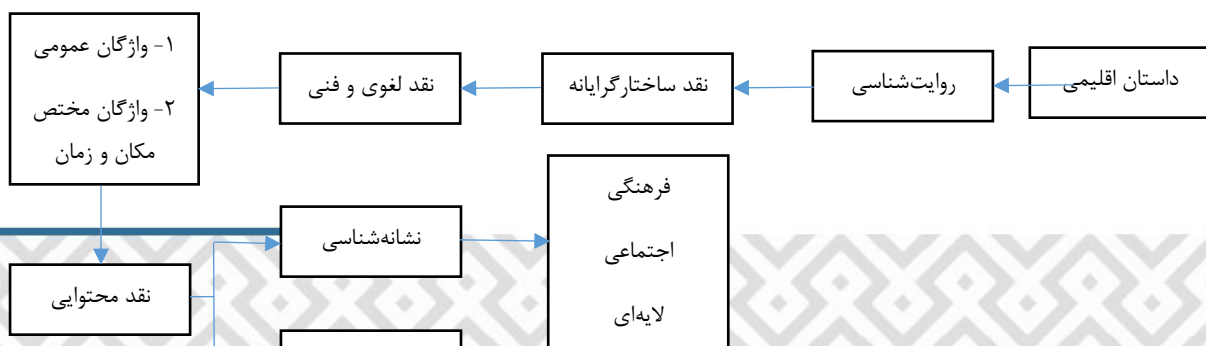 داستان اقلیمی
روایت‌شناسی
نقد ساختارگرایانه
نقد لغوی و فنی
۱- واژگان عمومی
۲- واژگان مختص
مکان و زمان
نقد محتوایی
نشانه‌شناسی
فرهنگی
اجتماعی
لایه‌ای